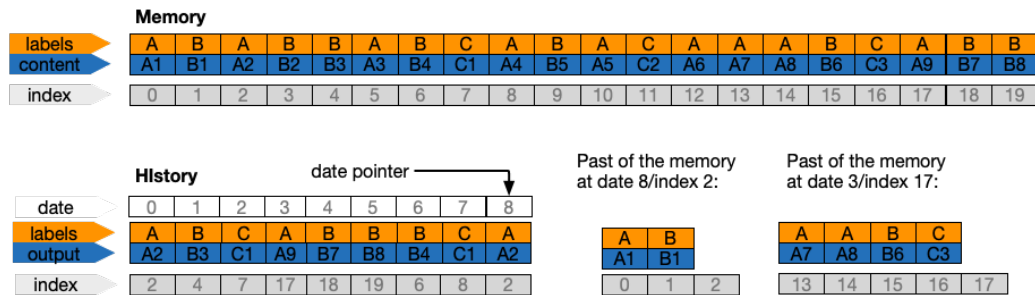 Memory
labels A B A B B A B C A B A C A A A B C A B B
content A1 B1 A2 B2 B3 A3 B4 C1 A4 B5 A5 C2 A6 A7 A8 B6 C3 A9 B7 B8
index 0 1 2 3 4 5 6 7 8 9 10 11 12 13 14 15 16 17 18 19
HIstory
date pointer
Past of the memory
at date 8/index 2:
Past of the memory
at date 3/index 17:
date 0 1 2 3 4 5 6 7 8
labels A B C A B B B C A
output A2 B3 C1 A9 B7 B8 B4 C1 A2
index 2 4 7 17 18 19 6 8 2
A B
A1 B1
0 1 2
A A B C
A7 A8 B6 C3
13 14 15 16 17